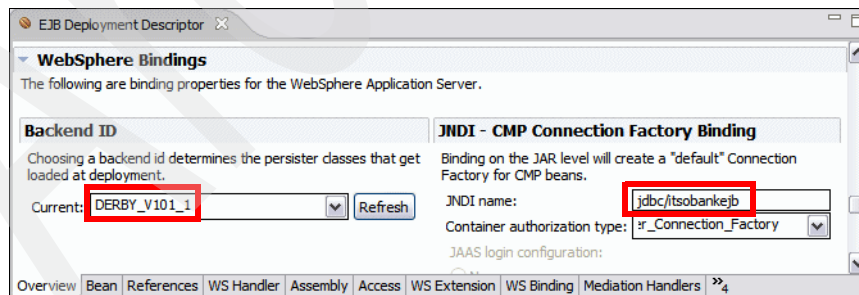 EJB Deployment Descriptor
WebSphere Bindings
The following are binding properties for the WebSphere Application Server.
Backend ID
Choosing a backend id determines the persister classes that get
loaded at deployment.
Current: DERBY_V101_1 Refresh
JNDI - CMP Connection Factory Binding
Binding on the JAR level will create a "default" Connection
Factory for CMP beans.
JNDI name: jdbc/itsobankejb
Container authorization type: er_Connection_Factory
JAAS login configuration:
Overview Bean References WS Handler Assembly Access WS Extension WS Binding Mediation Handlers »4